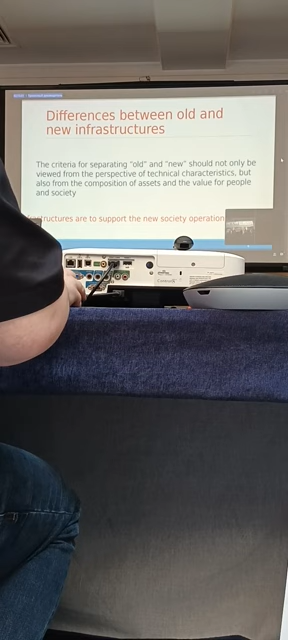 Differences between old and
new infrastructures
The criteria for separating "old" and "new" should not only be
viewed from the perspective of technical characteristics, but
also from the composition of assets and the value for people
and society
structures are to support the new society operation